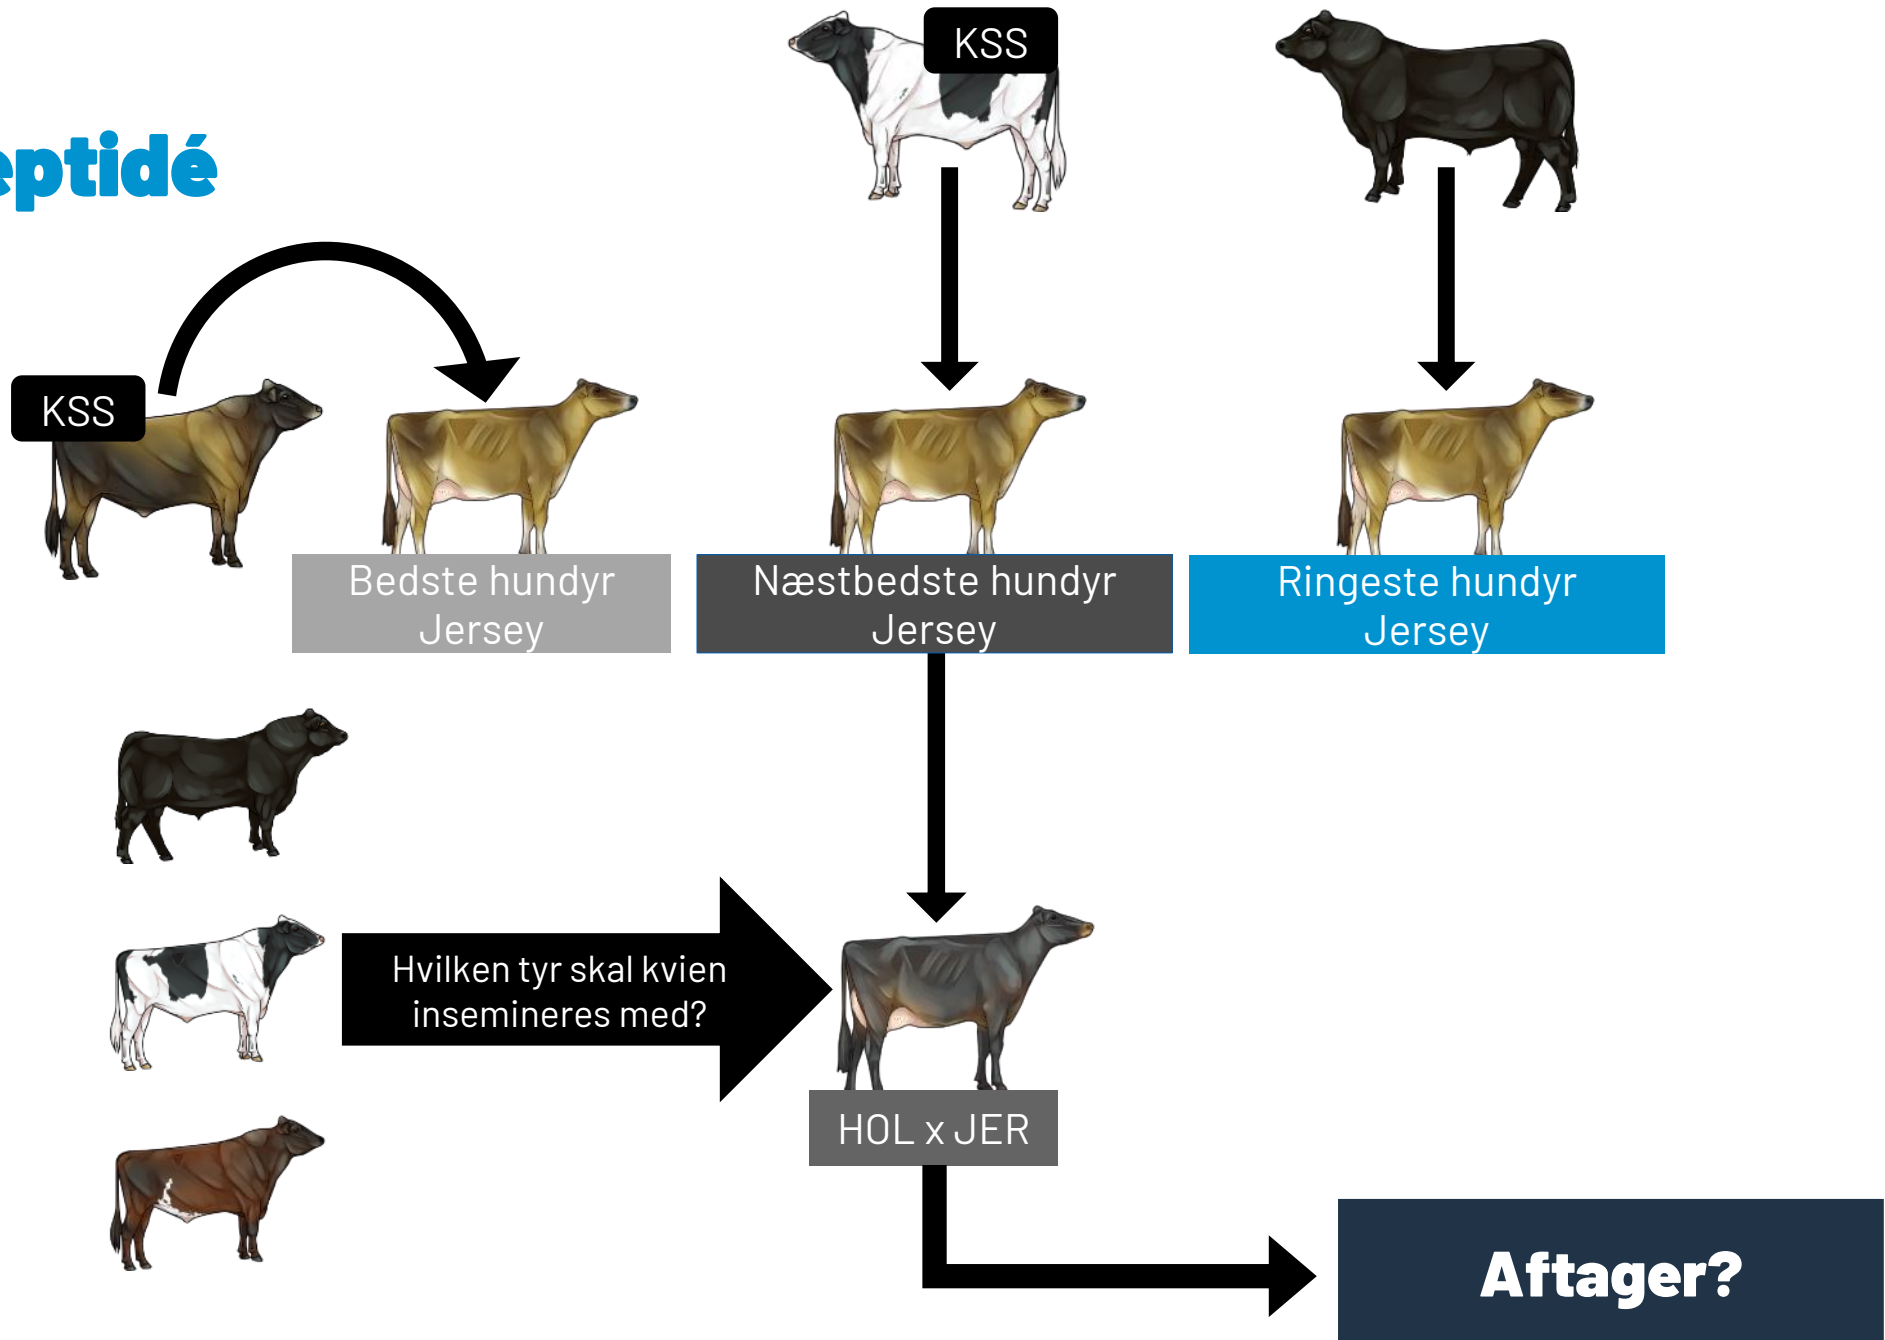 KSS
eptidé
KSS
Bedste hundyr
Jersey
Næstbedste hundyr
Jersey
Ringeste hundyr
Jersey
Hvilken tyr skal kvien
insemineres med?
HOL x JER
Aftager?